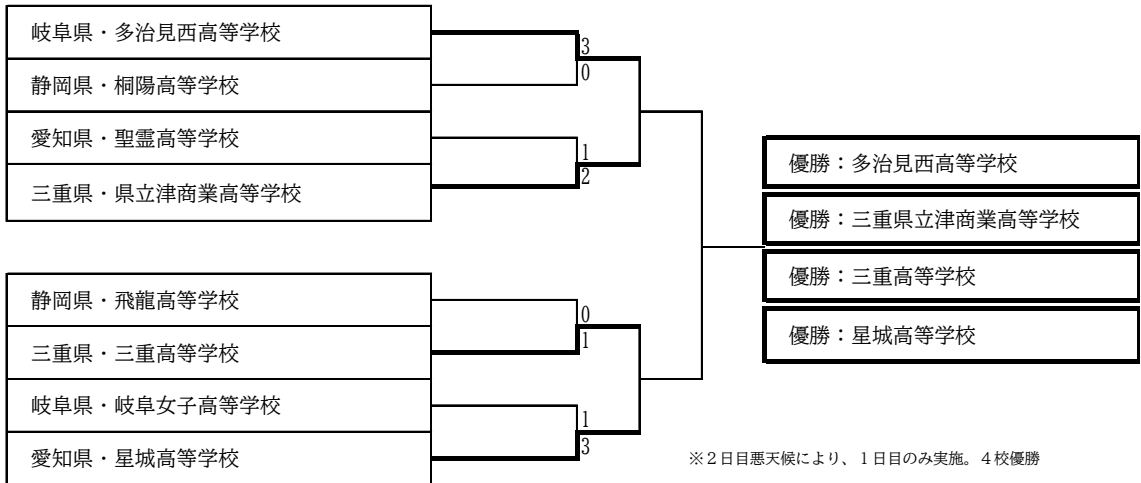 岐阜県・多治見西高等学校
3
0
静岡県・桐陽高等学校
愛知県・聖霊高等学校
1
2
三重県・県立津商業高等学校
静岡県・飛龍高等学校
0
1
三重県・三重高等学校
岐阜県・岐阜女子高等学校
1
3
愛知県・星城高等学校
優勝：多治見西高等学校
優勝：三重県立津商業高等学校
優勝：三重高等学校
優勝：星城高等学校
※２日目悪天候により、１日目のみ実施。４校優勝